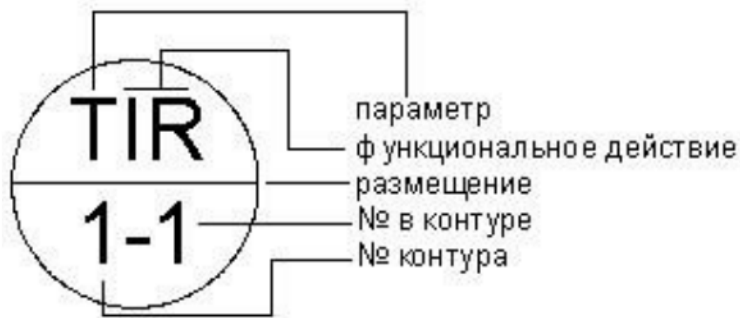 TIR
1-1
параметр
функциональное действие
размещение
№ в контуре
№ контура